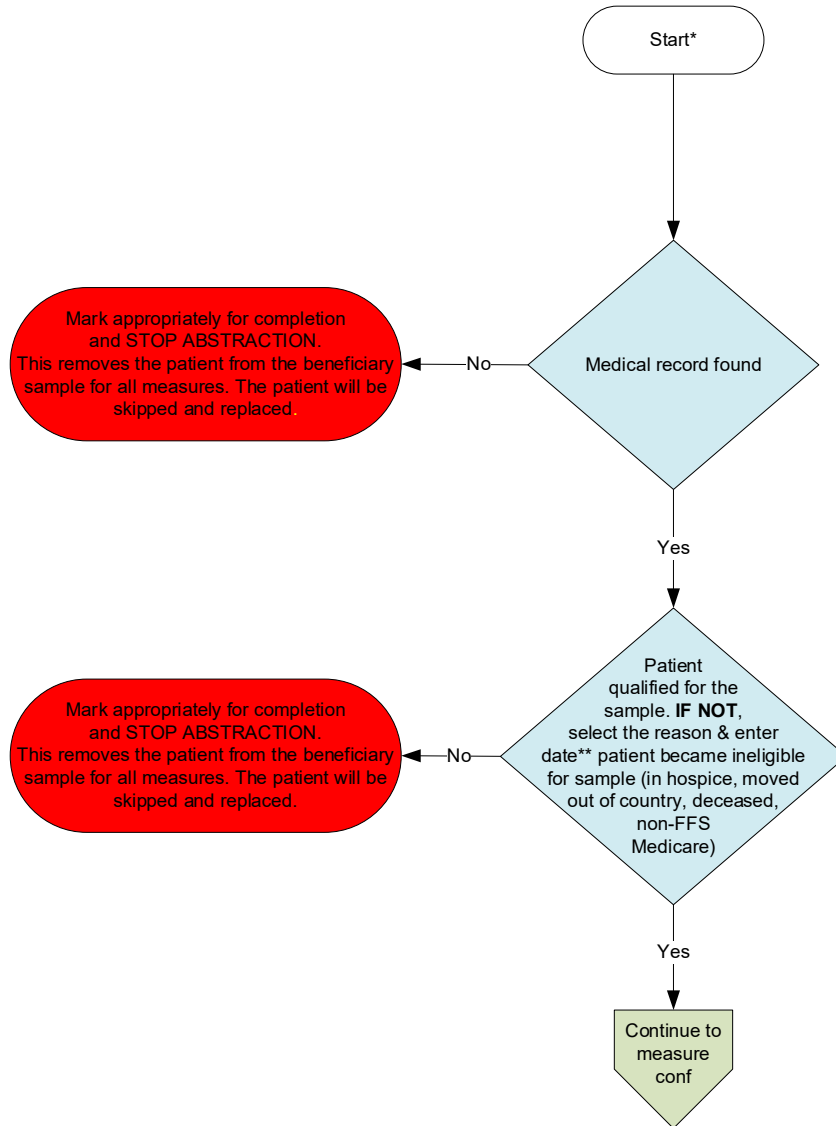 Start*
Medical record found
No
Mark appropriately for completion
and STOP ABSTRACTION.
This removes the patient from the beneficiary
sample for all measures. The patient will be
skipped and replaced.
Yes
Patient
qualified for the
sample. IF NOT,
select the reason & enter
date** patient became ineligible
for sample (in hospice, moved
out of country, deceased,
non-FFS
Medicare)
No
Mark appropriately for completion
and STOP ABSTRACTION.
This removes the patient from the beneficiary
sample for all measures. The patient will be
skipped and replaced.
Yes
Continue to
measure
conf